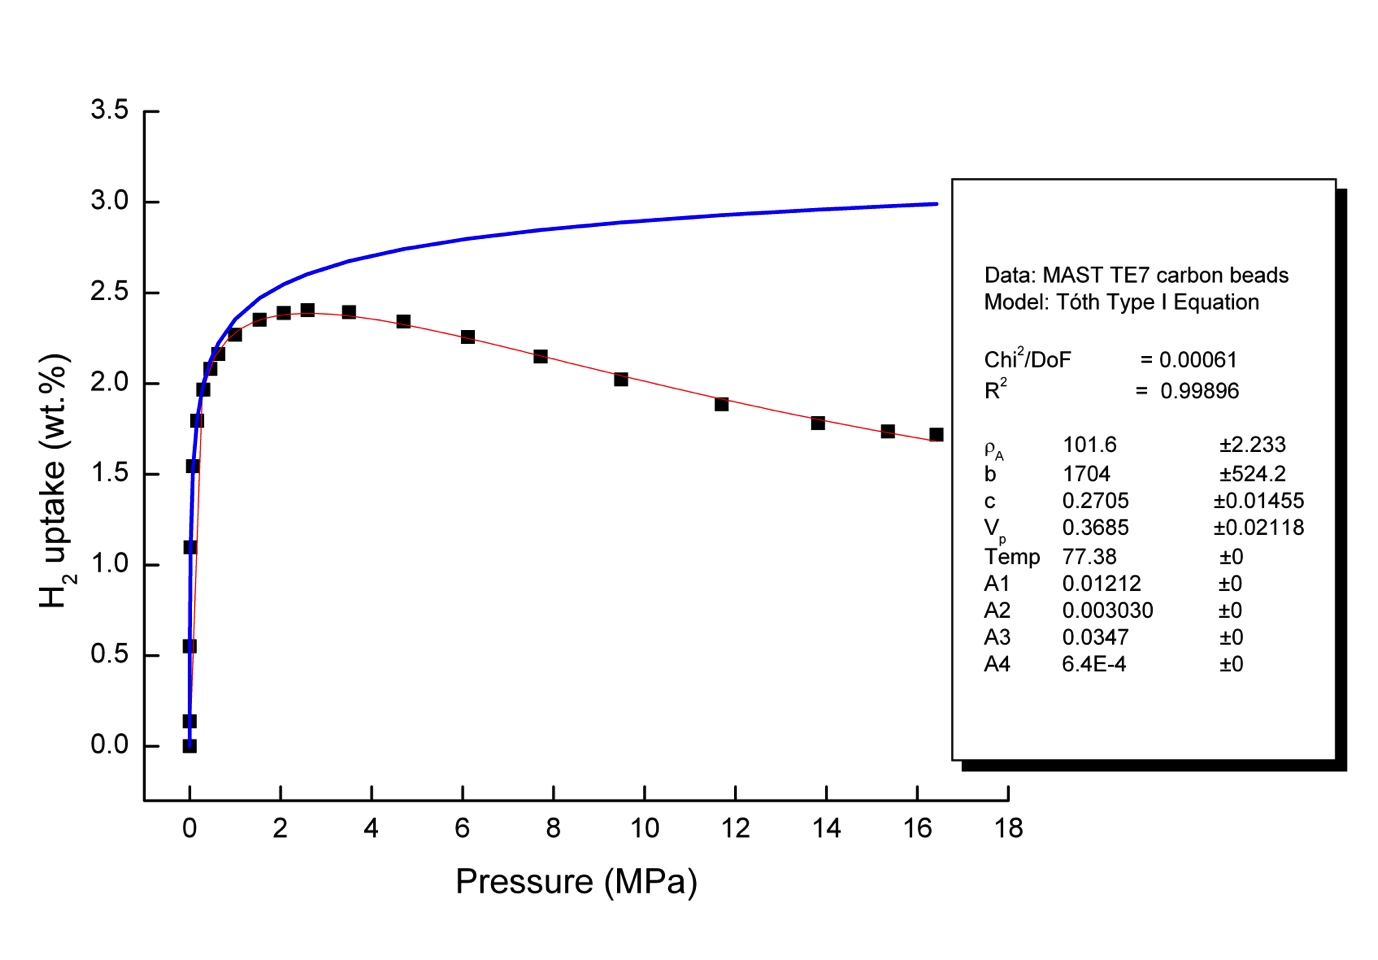 3.5
3.0
2.5
2.0
1.5
1.0
0.5
0.0
H2 uptake (wt.%)
0 2 4 6 8 10 12 14 16 18
Pressure (MPa)
Data: MAST TE7 carbon beads
Model: Tóth Type I Equation
Chi²/DoF = 0.00061
R² = 0.99896
ρA 101.6 ±2.233
b 1704 ±524.2
c 0.2705 ±0.01455
Vp 0.3685 ±0.02118
Temp 77.38 ±0
A1 0.01212 ±0
A2 0.003030 ±0
A3 0.0347 ±0
A4 6.4E-4 ±0